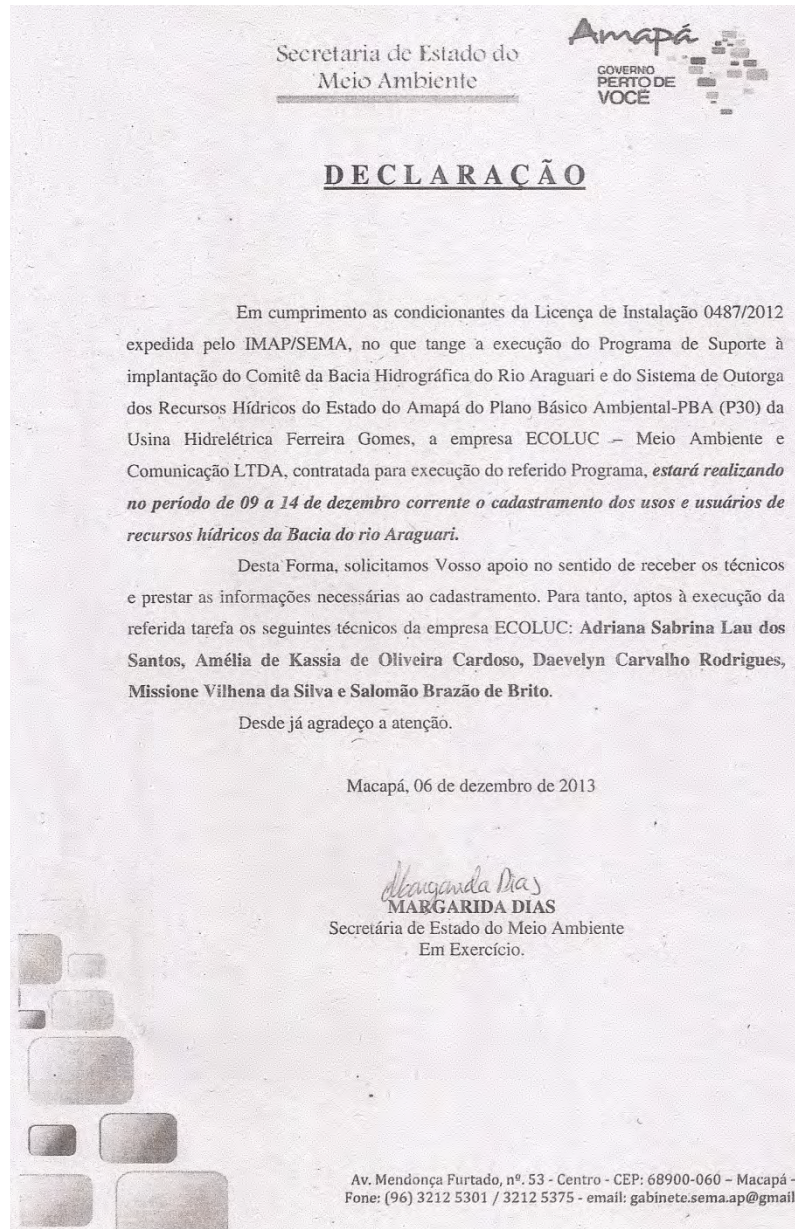 Secretaria de Estado do
Meio Ambiente
Amapá
GOVERNO
PERTO DE
VOCÊ
DECLARAÇÃO
Em cumprimento as condicionantes da Licença de Instalação 0487/2012
expedida pelo IMAP/SEMA, no que tange a execução do Programa de Suporte à
implantação do Comitê da Bacia Hidrográfica do Rio Araguari e do Sistema de Outorga
dos Recursos Hídricos do Estado do Amapá do Plano Básico Ambiental-PBA (P30) da
Usina Hidrelétrica Ferreira Gomes, a empresa ECOLUC – Meio Ambiente e
Comunicação LTDA, contratada para execução do referido Programa, estará realizando
no período de 09 a 14 de dezembro corrente o cadastramento dos usos e usuários de
recursos hídricos da Bacia do rio Araguari.
Desta Forma, solicitamos Vosso apoio no sentido de receber os técnicos
e prestar as informações necessárias ao cadastramento. Para tanto, aptos à execução da
referida tarefa os seguintes técnicos da empresa ECOLUC: Adriana Sabrina Lau dos
Santos, Amélia de Kassia de Oliveira Cardoso, Daevelyn Carvalho Rodrigues,
Missione Vilhena da Silva e Salomão Brazão de Brito.
Desde já agradeço a atenção.
Macapá, 06 de dezembro de 2013
Margarida Dias
MARGARIDA DIAS
Secretária de Estado do Meio Ambiente
Em Exercício.
Av. Mendonça Furtado, nº. 53 - Centro - CEP: 68900-060 – Macapá -
Fone: (96) 3212 5301 / 3212 5375 - email: gabinete.sema.ap@gmail